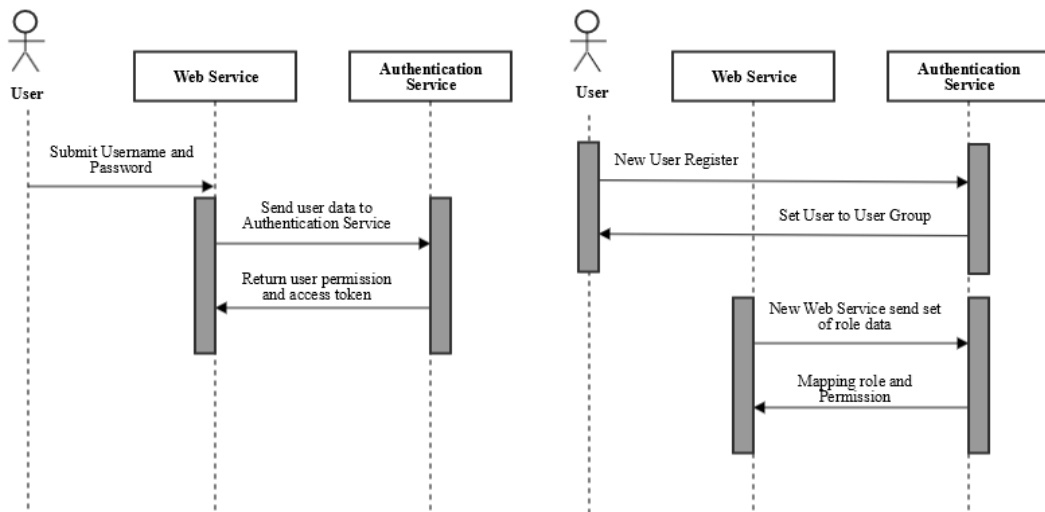 User
Web Service
Authentication
Service
Submit Username and
Password
Send user data to
Authentication Service
Return user permission
and access token
User
Web Service
Authentication
Service
New User Register
Set User to User Group
New Web Service send set
of role data
Mapping role and
Permission